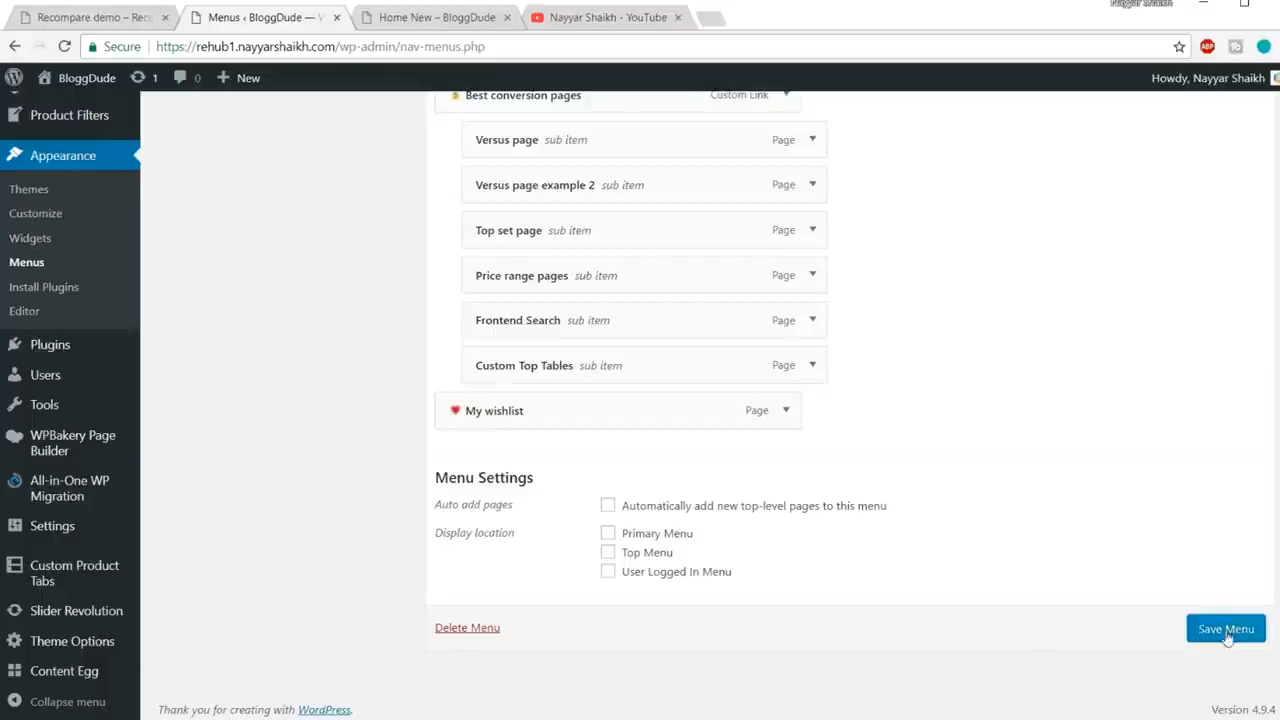 Nayyar Shaikh
Recompare demo – Rec
Menus ‹ BloggDude — W
Home New – BloggDude
Nayyar Shaikh - YouTube
Secure https://rehub1.nayyarshaikh.com/wp-admin/nav-menus.php
ABP
BloggDude 1 0 New Howdy, Nayyar Shaikh
Product Filters
Appearance
Themes
Customize
Widgets
Menus
Install Plugins
Editor
Plugins
Users
Tools
WPBakery Page
Builder
All-in-One WP
Migration
Settings
Custom Product
Tabs
Slider Revolution
Theme Options
Content Egg
Collapse menu
Best conversion pages Custom Link
Versus page sub item Page
Versus page example 2 sub item Page
Top set page sub item Page
Price range pages sub item Page
Frontend Search sub item Page
Custom Top Tables sub item Page
My wishlist Page
Menu Settings
Auto add pages Automatically add new top-level pages to this menu
Display location Primary Menu
Top Menu
User Logged In Menu
Delete Menu Save Menu
Thank you for creating with WordPress. Version 4.9.4